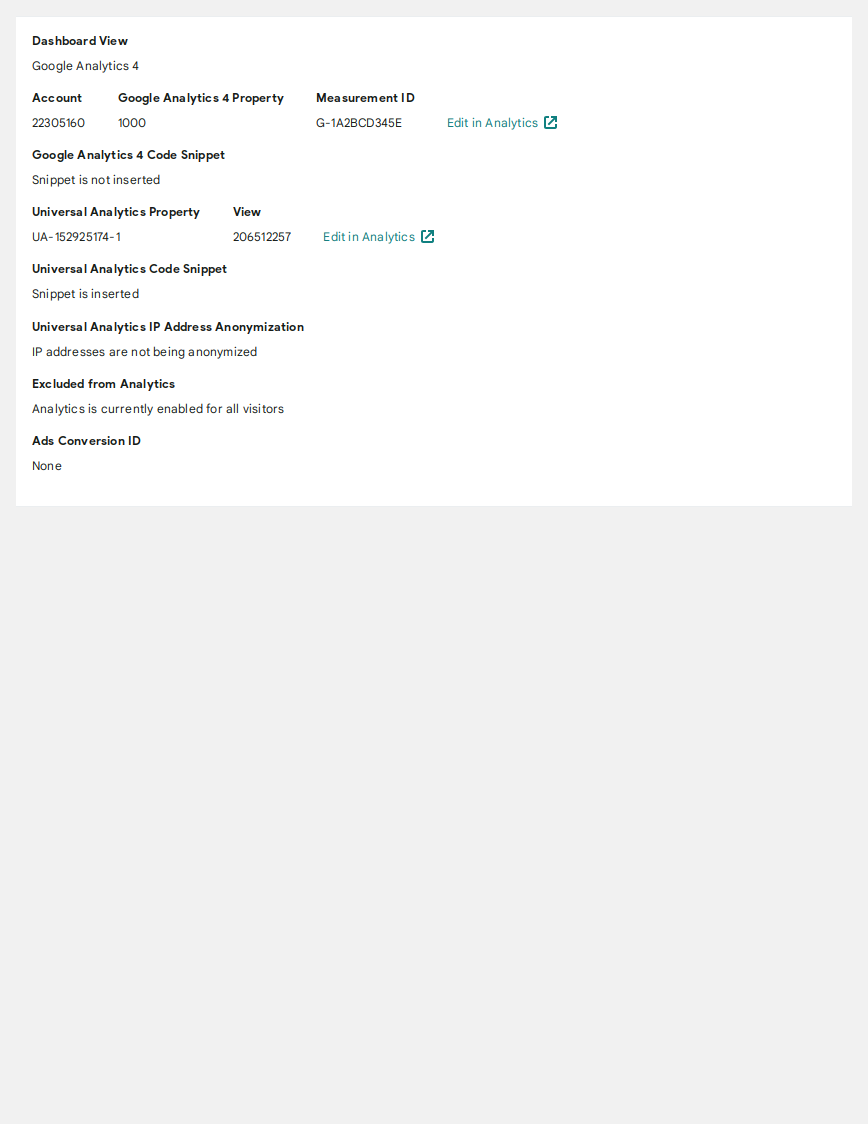 Dashboard View
Google Analytics 4
Account Google Analytics 4 Property Measurement ID
22305160 1000 G-1A2BCD345E Edit in Analytics
Google Analytics 4 Code Snippet
Snippet is not inserted
Universal Analytics Property View
UA-152925174-1 206512257 Edit in Analytics
Universal Analytics Code Snippet
Snippet is inserted
Universal Analytics IP Address Anonymization
IP addresses are not being anonymized
Excluded from Analytics
Analytics is currently enabled for all visitors
Ads Conversion ID
None